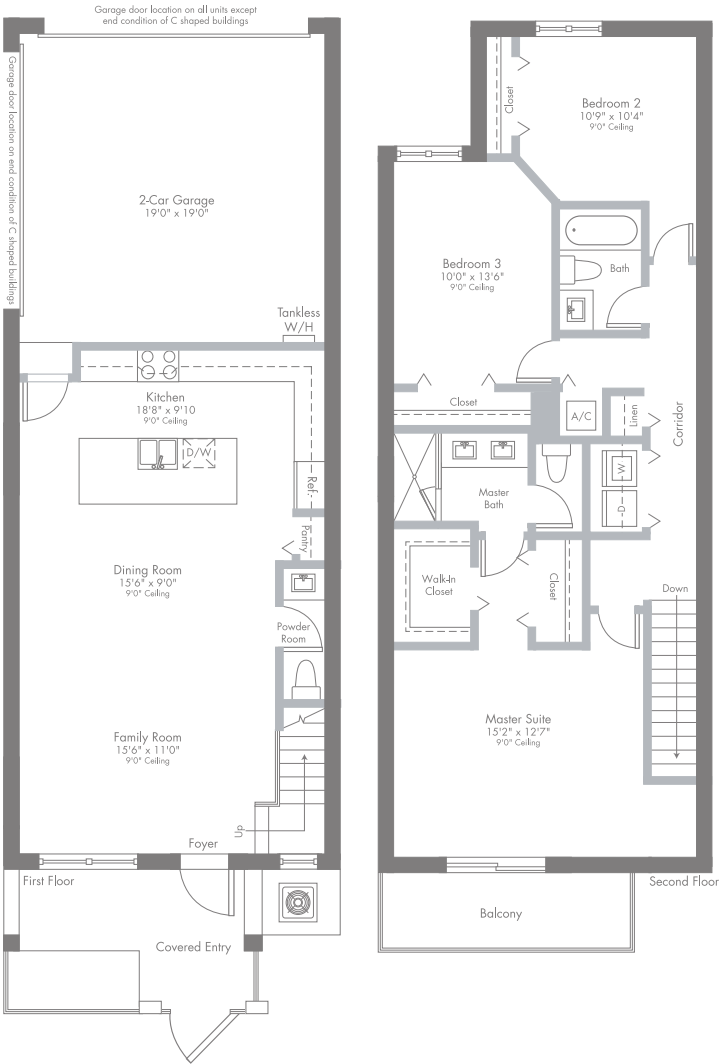 Garage door location on all units except
end condition of C shaped buildings
Garage door location on end condition of C shaped buildings
2-Car Garage
19'0" x 19'0"
Tankless
W/H
Kitchen
18'8" x 9'10
9'0" Ceiling
D/W
Ref.
Pantry
Dining Room
15'6" x 9'0"
9'0" Ceiling
Powder
Room
Family Room
15'6" x 11'0"
9'0" Ceiling
Up
Foyer
First Floor
Covered Entry
Closet
Bedroom 2
10'9" x 10'4"
9'0" Ceiling
Bedroom 3
10'0" x 13'6"
9'0" Ceiling
Bath
Closet
A/C
Linen
Corridor
W
D
Master
Bath
Walk-In
Closet
Closet
Down
Master Suite
15'2" x 12'7"
9'0" Ceiling
Second Floor
Balcony